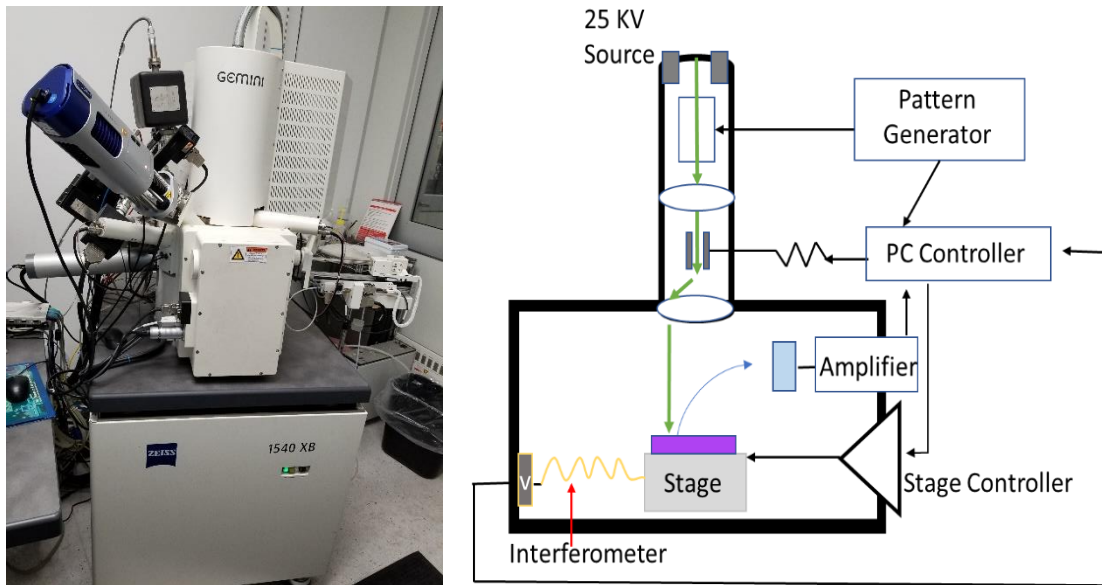 GEMINI
ZEISS
1540 XB
25 KV
Source
Pattern
Generator
PC Controller
Amplifier
Stage
V
Stage Controller
Interferometer